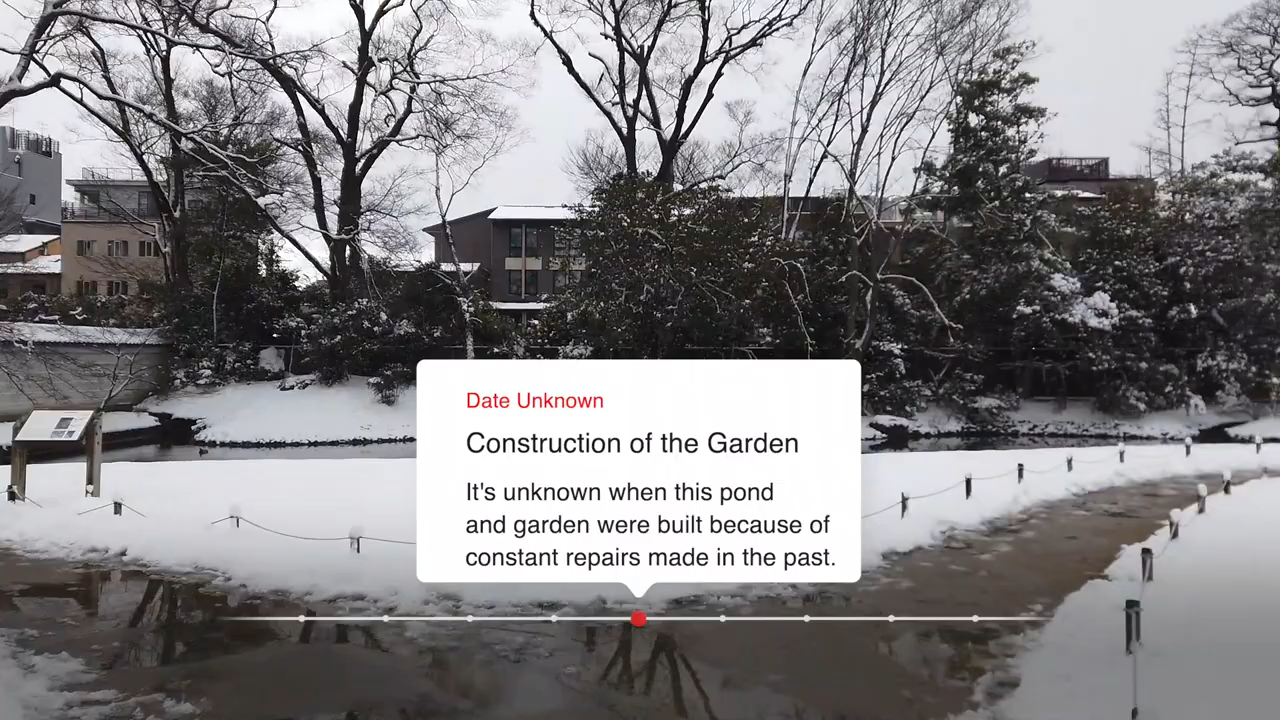 Date Unknown
Construction of the Garden
It's unknown when this pond
and garden were built because of
constant repairs made in the past.